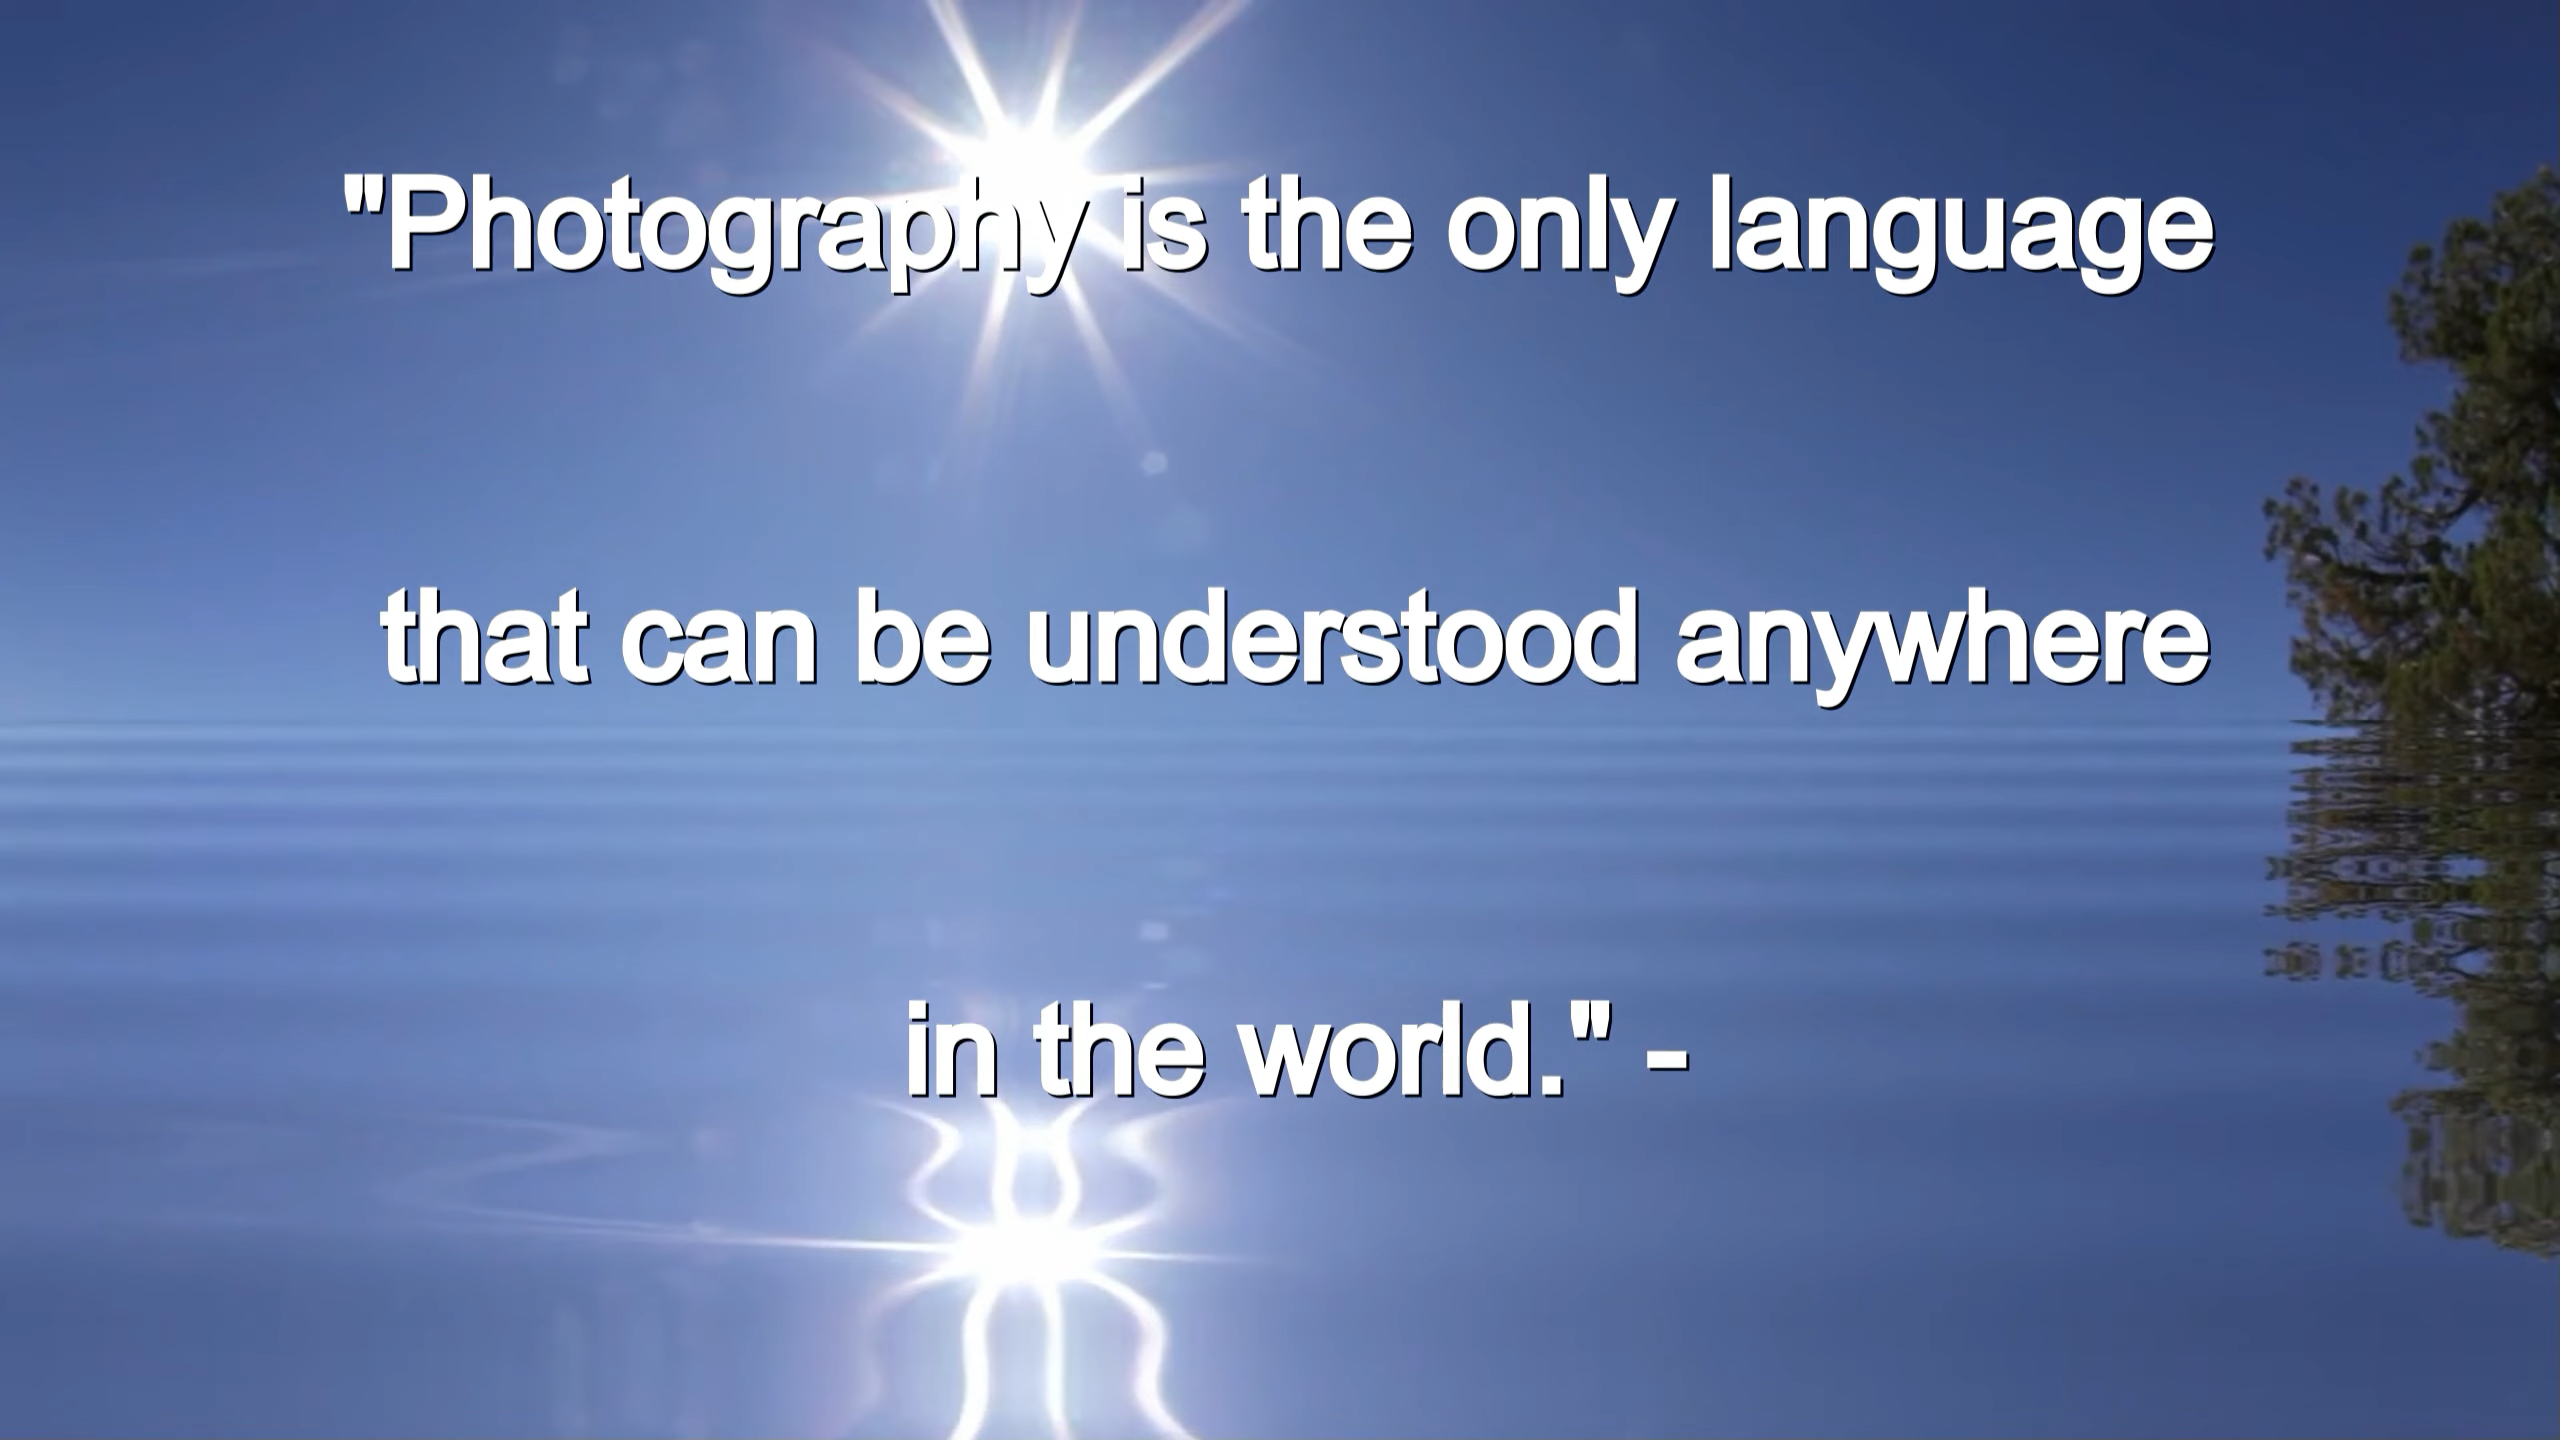 "Photography is the only language
that can be understood anywhere
in the world." -